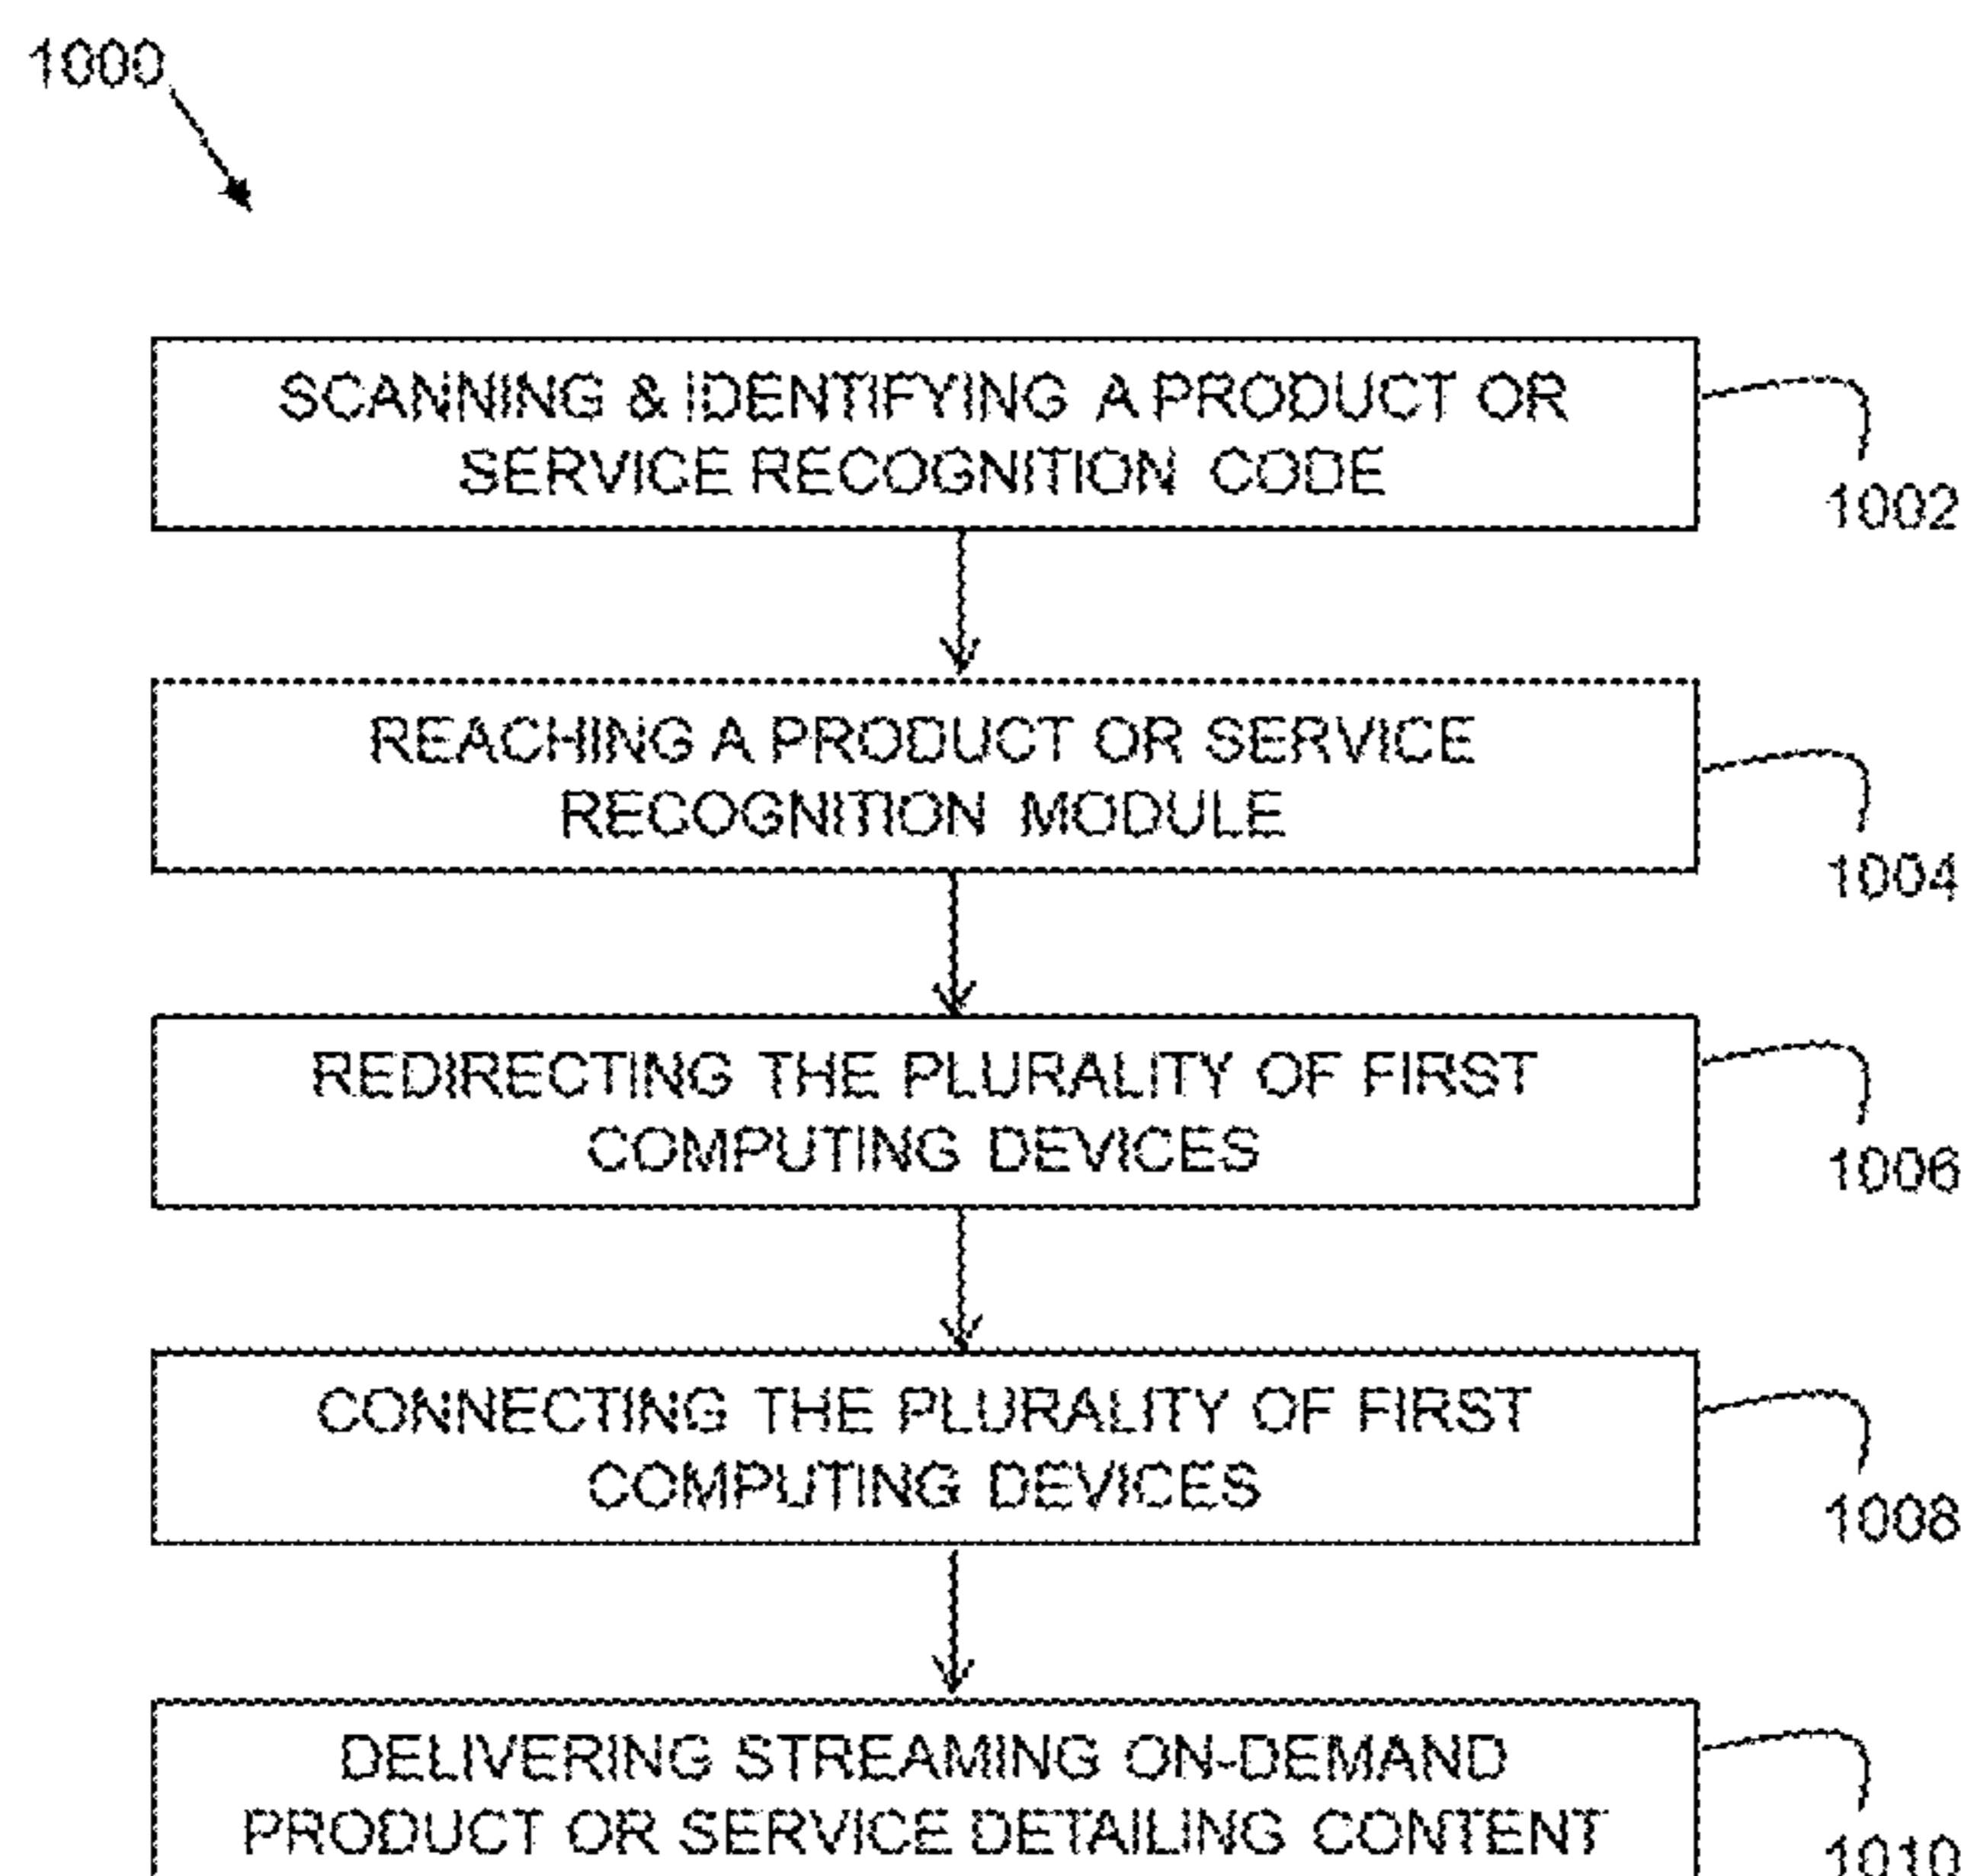 1000
SCANNING & IDENTIFYING A PRODUCT OR
SERVICE RECOGNITION CODE
1002
REACHING A PRODUCT OR SERVICE
RECOGNITION MODULE
1004
REDIRECTING THE PLURALITY OF FIRST
COMPUTING DEVICES
1006
CONNECTING THE PLURALITY OF FIRST
COMPUTING DEVICES
1008
DELIVERING STREAMING ON-DEMAND
PRODUCT OR SERVICE DETAILING CONTENT
1010